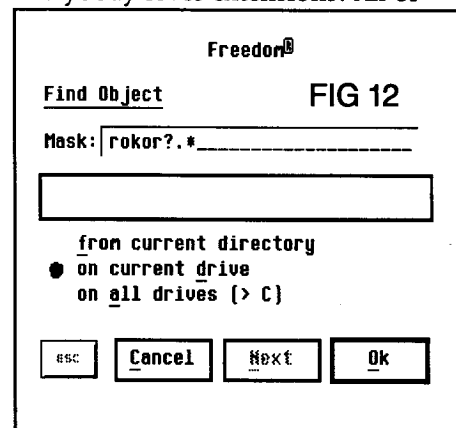 Freedom®
Find Object
FIG 12
Mask: rokor?.*
from current directory
● on current drive
on all drives (> C)
esc
Cancel
Next
Ok